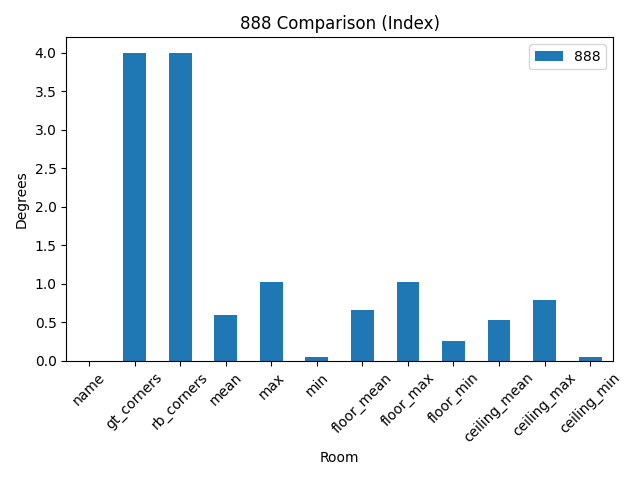 888 Comparison (Index)
888
Degrees
4.0
3.5
3.0
2.5
2.0
1.5
1.0
0.5
0.0
name
gt_corners
rb_corners
mean
max
min
floor_mean
floor_max
floor_min
ceiling_mean
ceiling_max
ceiling_min
Room